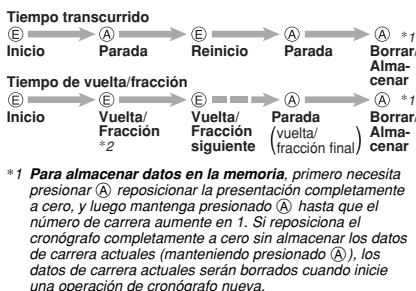 Tiempo transcurrido
Ⓔ Ⓐ Ⓔ Ⓐ Ⓐ *1
Inicio Parada Reinicio Parada Borrar/
Alma-
cenar
Tiempo de vuelta/fracción
Ⓔ Ⓔ Ⓔ Ⓐ Ⓐ *1
Inicio Vuelta/ Vuelta/ Parada Borrar/
Fracción Fracción (vuelta/ Alma-
*2 siguiente fracción final) cenar
*1 Para almacenar datos en la memoria, primero necesita
presionar Ⓐ reposicionar la presentación completamente
a cero, y luego mantenga presionado Ⓐ hasta que el
número de carrera aumente en 1. Si reposiciona el
cronógrafo completamente a cero sin almacenar los datos
de carrera actuales (manteniendo presionado Ⓐ), los
datos de carrera actuales serán borrados cuando inicie
una operación de cronógrafo nueva.